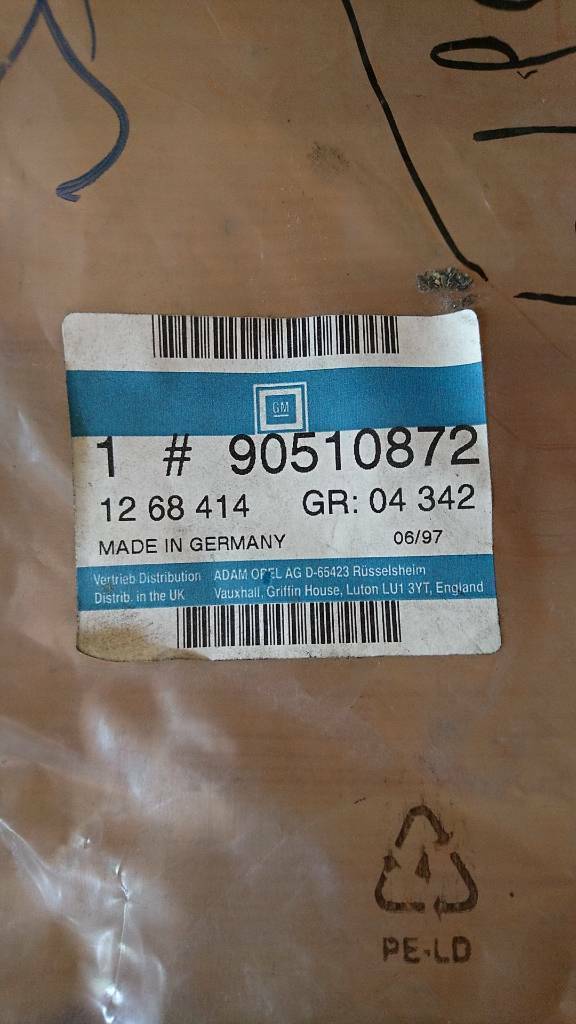 GM
1 # 90510872
12 68 414 GR: 04 342
MADE IN GERMANY 06/97
Vertrieb Distribution ADAM OPEL AG D-65423 Rüsselsheim
Distrib. in the UK Vauxhall, Griffin House, Luton LU1 3YT, England
PE-LD